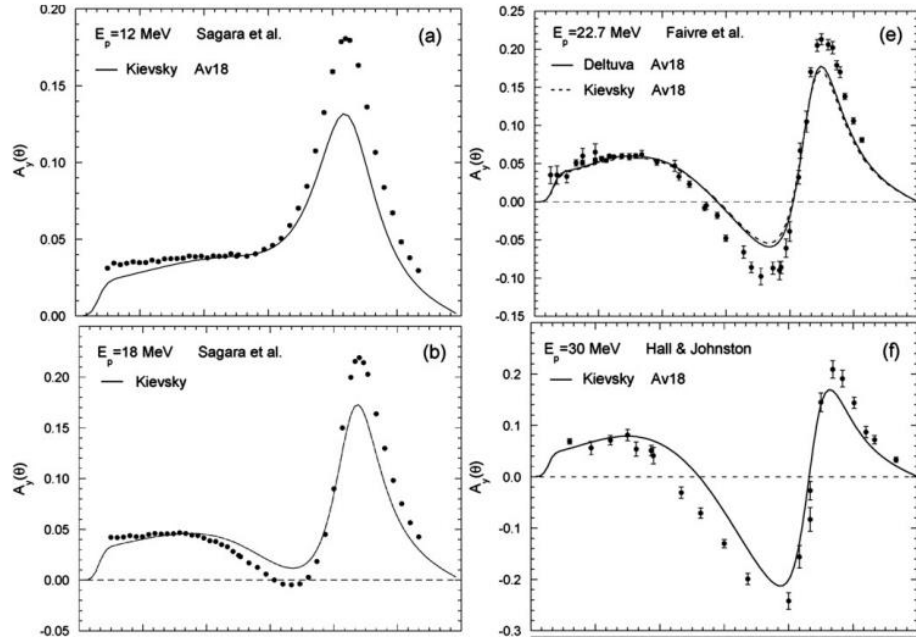 E_p=12 MeV Sagara et al. (a)
Kievsky Av18
0.20
0.15
0.10
0.05
0.00
A_y(θ)
E_p=18 MeV Sagara et al. (b)
Kievsky
0.20
0.15
0.10
0.05
0.00
-0.05
A_y(θ)
E_p=22.7 MeV Faivre et al. (e)
Deltuva Av18
Kievsky Av18
0.25
0.20
0.15
0.10
0.05
0.00
-0.05
-0.10
-0.15
A_y(θ)
E_p=30 MeV Hall & Johnston (f)
Kievsky Av18
0.2
0.1
0.0
-0.1
-0.2
-0.3
A_y(θ)